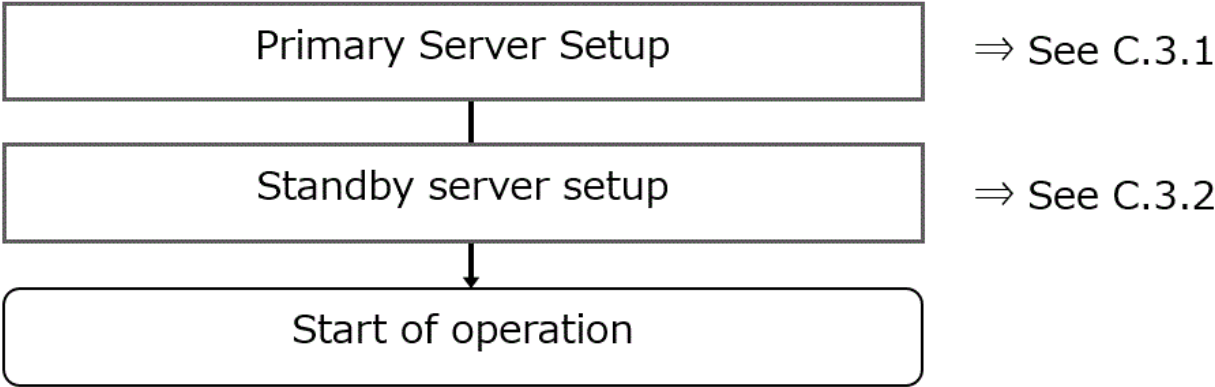 Primary Server Setup ⇒ See C.3.1
Standby server setup ⇒ See C.3.2
Start of operation